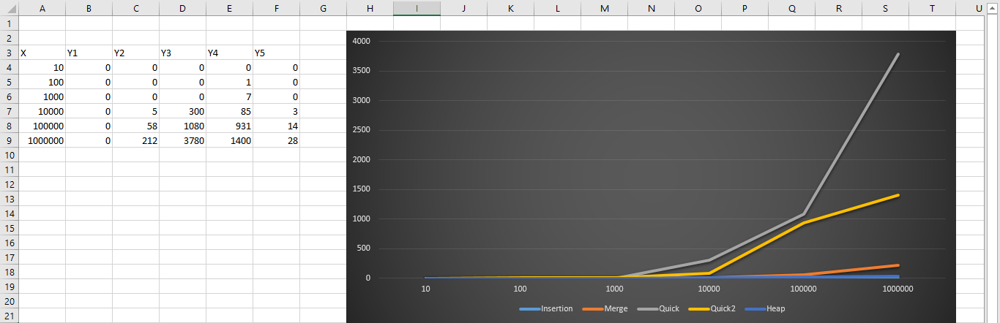 A B C D E F G H I J K L M N O P Q R S T U
1
2
3 X Y1 Y2 Y3 Y4 Y5
4 10 0 0 0 0 0
5 100 0 0 0 1 0
6 1000 0 0 0 7 0
7 10000 0 5 300 85 3
8 100000 0 58 1080 931 14
9 1000000 0 212 3780 1400 28
10
11
12
13
14
15
16
17
18
19
20
21
4000
3500
3000
2500
2000
1500
1000
500
0
10 100 1000 10000 100000 1000000
Insertion Merge Quick Quick2 Heap